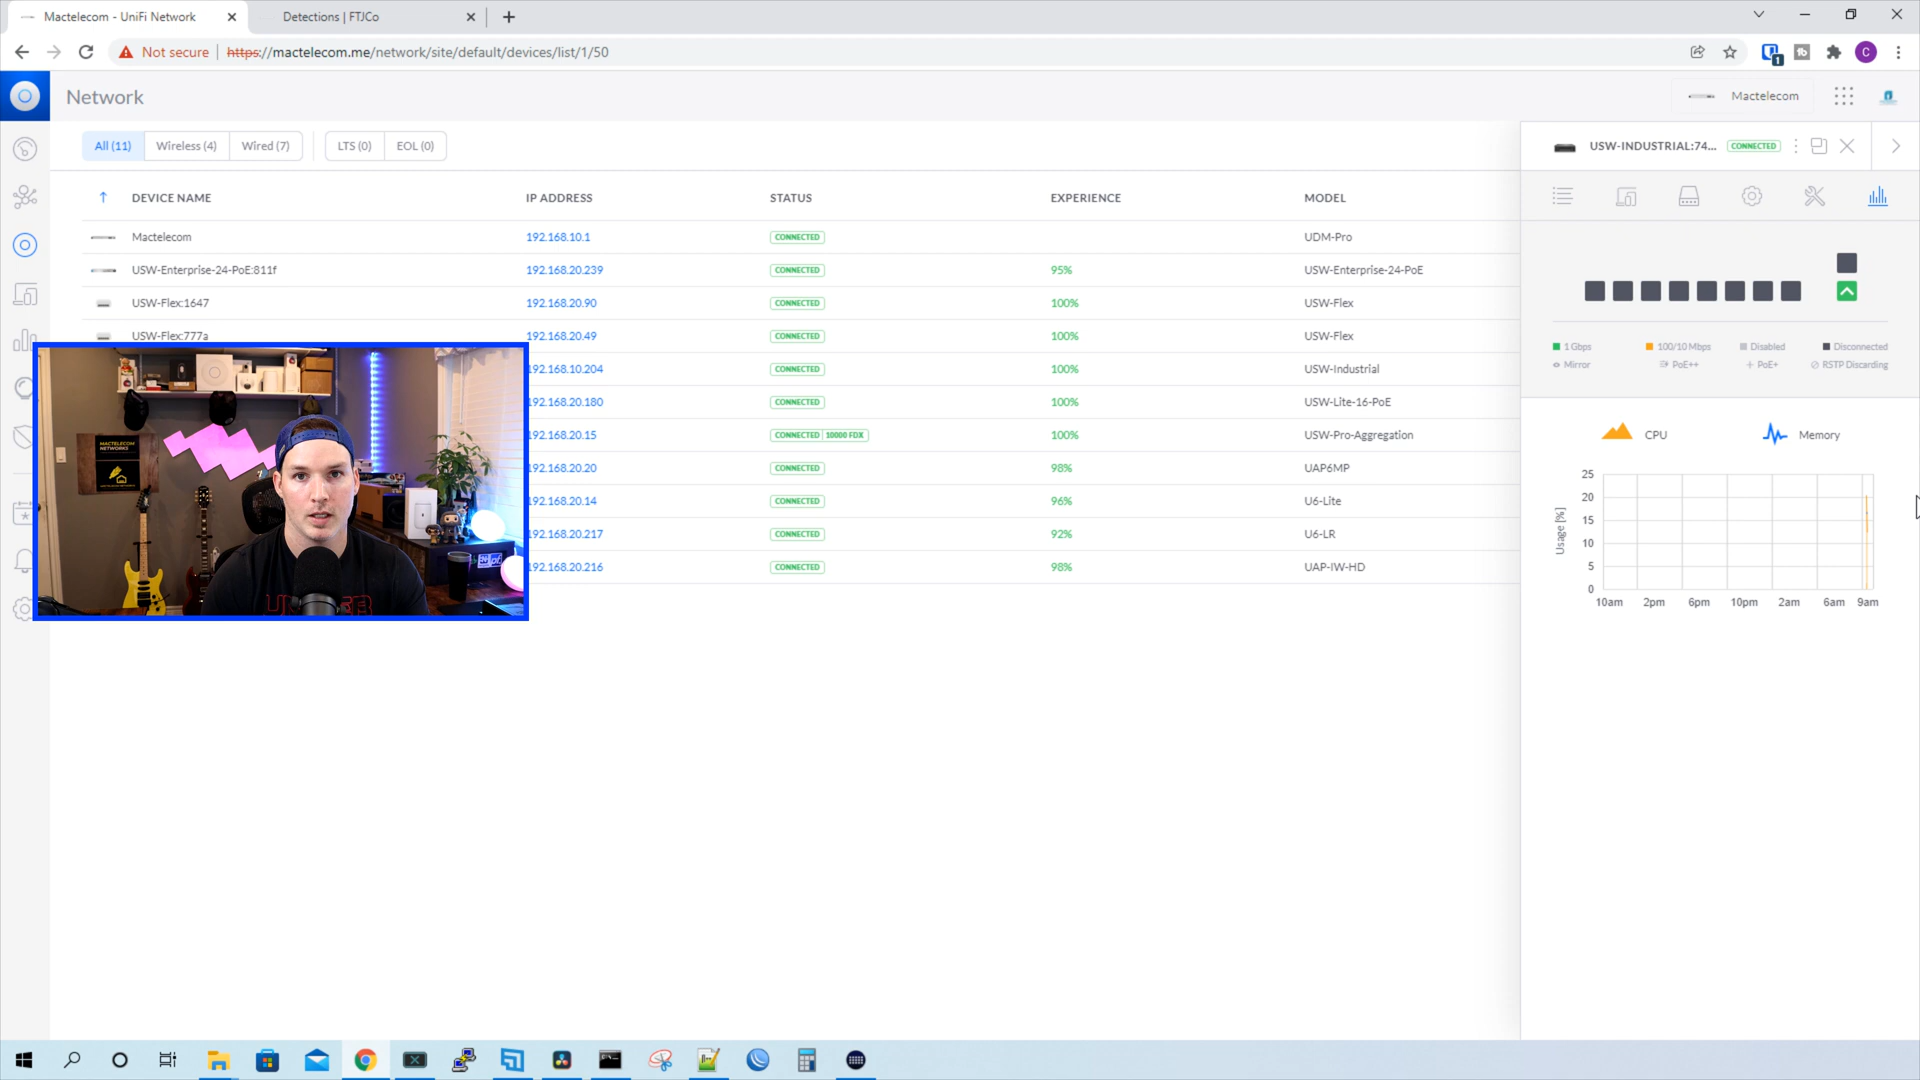 Mactelecom - UniFi Network
Detections | FTJCo
Not secure
https://mactelecom.me/network/site/default/devices/list/1/50
1
C
Network
Mactelecom
All (11)
Wireless (4)
Wired (7)
LTS (0)
EOL (0)
DEVICE NAME IP ADDRESS STATUS EXPERIENCE MODEL
Mactelecom 192.168.10.1 CONNECTED UDM-Pro
USW-Enterprise-24-PoE:811f 192.168.20.239 CONNECTED 95% USW-Enterprise-24-PoE
USW-Flex:1647 192.168.20.90 CONNECTED 100% USW-Flex
USW-Flex:777a 192.168.20.49 CONNECTED 100% USW-Flex
192.168.10.204 CONNECTED 100% USW-Industrial
192.168.20.180 CONNECTED 100% USW-Lite-16-PoE
192.168.20.15 CONNECTED 10000 FDX 100% USW-Pro-Aggregation
192.168.20.20 CONNECTED 98% UAP6MP
192.168.20.14 CONNECTED 96% U6-Lite
192.168.20.217 CONNECTED 92% U6-LR
192.168.20.216 CONNECTED 98% UAP-IW-HD
MACTELECOM
NETWORKS
USW-INDUSTRIAL:74... CONNECTED
1 Gbps
100/10 Mbps
Disabled
Disconnected
Mirror
PoE++
PoE+
RSTP Discarding
CPU
Memory
Usage [%]
25
20
15
10
5
0
10am 2pm 6pm 10pm 2am 6am 9am